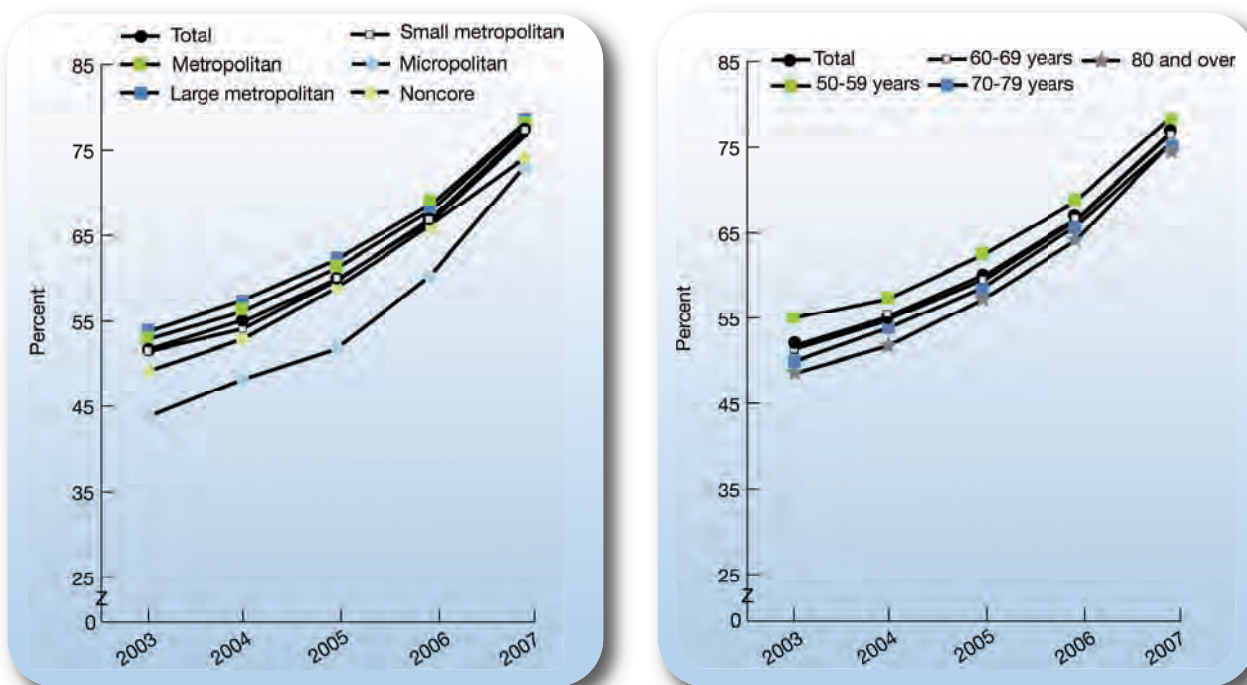 Total
Small metropolitan
Metropolitan
Micropolitan
Large metropolitan
Noncore
Percent
85
75
65
55
45
35
25
Z
0
2003
2004
2005
2006
2007
Total
60-69 years
80 and over
50-59 years
70-79 years
Percent
85
75
65
55
45
35
25
Z
0
2003
2004
2005
2006
2007